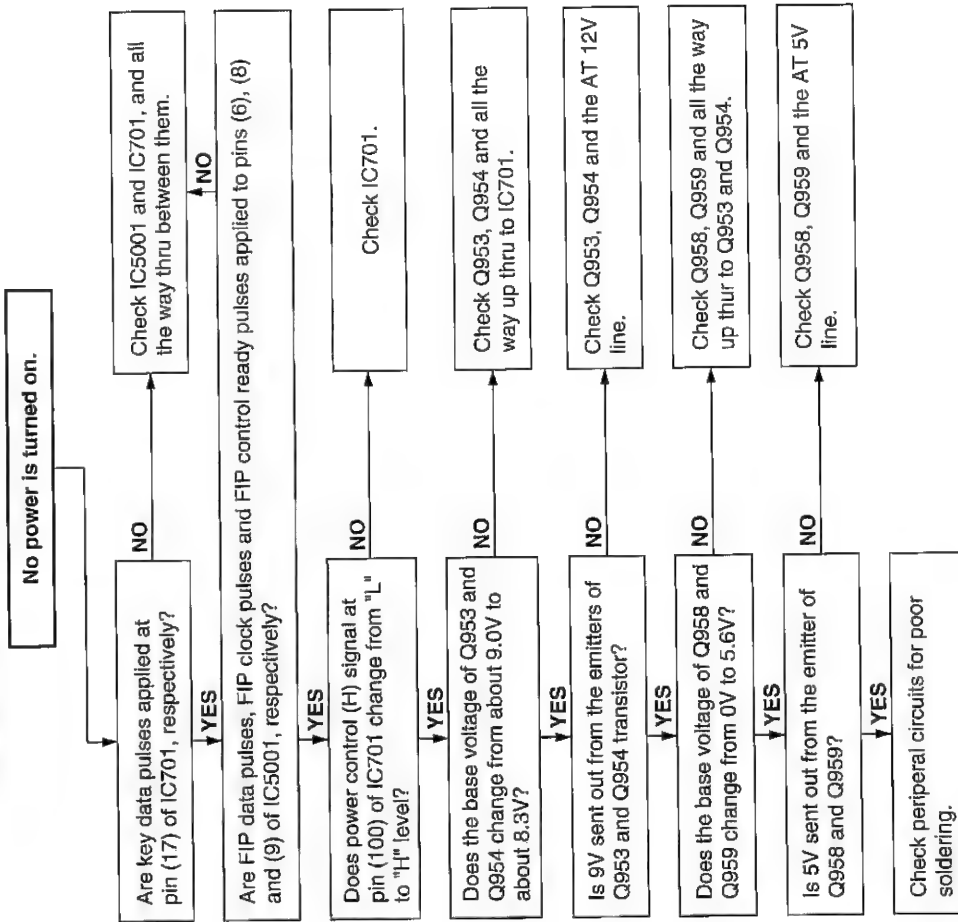 No power is turned on.
Are key data pulses applied at
pin (17) of IC701, respectively?
NO
Check IC5001 and IC701, and all
the way thru between them.
YES
NO
Are FIP data pulses, FIP clock pulses and FIP control ready pulses applied to pins (6), (8)
and (9) of IC5001, respectively?
YES
Does power control (H) signal at
pin (100) of IC701 change from "L"
to "H" level?
NO
Check IC701.
YES
Does the base voltage of Q953 and
Q954 change from about 9.0V to
about 8.3V?
NO
Check Q953, Q954 and all the
way up thru to IC701.
YES
Is 9V sent out from the emitters of
Q953 and Q954 transistor?
NO
Check Q953, Q954 and the AT 12V
line.
YES
Does the base voltage of Q958 and
Q959 change from 0V to 5.6V?
NO
Check Q958, Q959 and all the way
up thur to Q953 and Q954.
YES
Is 5V sent out from the emitter of
Q958 and Q959?
NO
Check Q958, Q959 and the AT 5V
line.
YES
Check periperal circuits for poor
soldering.